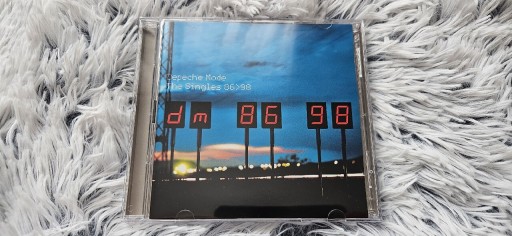 Depeche Mode
The Singles 86>98
dm 86 98